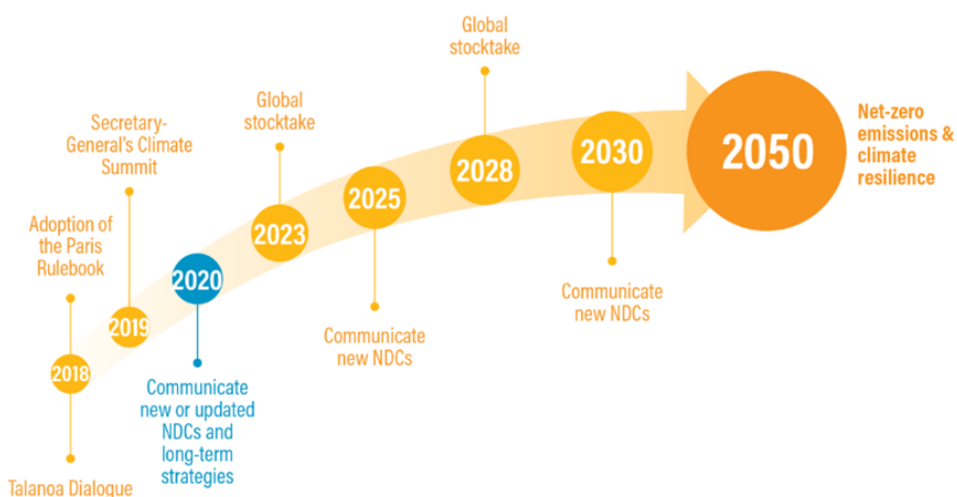 Adoption of
the Paris
Rulebook
2018
Talanoa Dialogue
Secretary-
General's Climate
Summit
2019
2020
Communicate
new or updated
NDCs and
long-term
strategies
Global
stocktake
2023
2025
Communicate
new NDCs
Global
stocktake
2028
2030
Communicate
new NDCs
2050
Net-zero
emissions &
climate
resilience